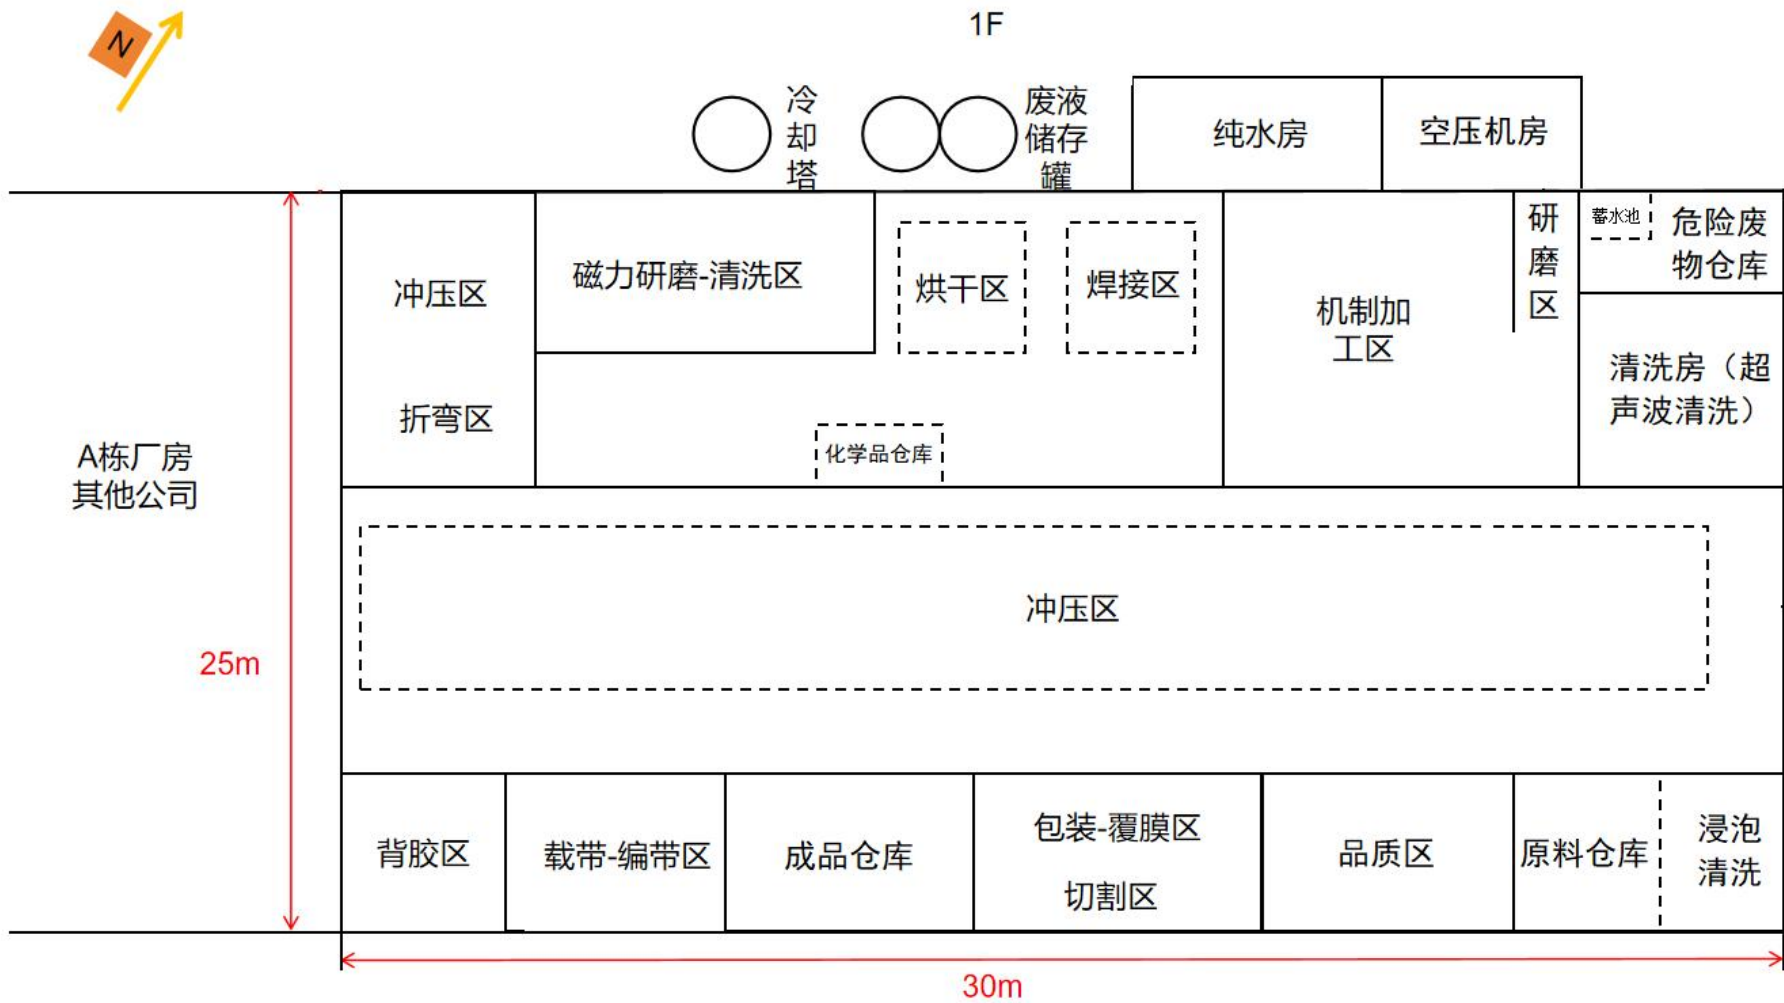 1F
N
冷
却
塔
废液
储存
罐
纯水房
空压机房
冲压区
磁力研磨-清洗区
烘干区
焊接区
机制加
工区
研
磨
区
蓄水池
危险废
物仓库
清洗房（超
声波清洗）
折弯区
化学品仓库
A栋厂房
其他公司
冲压区
25m
背胶区
载带-编带区
成品仓库
包装-覆膜区
切割区
品质区
原料仓库
浸泡
清洗
30m